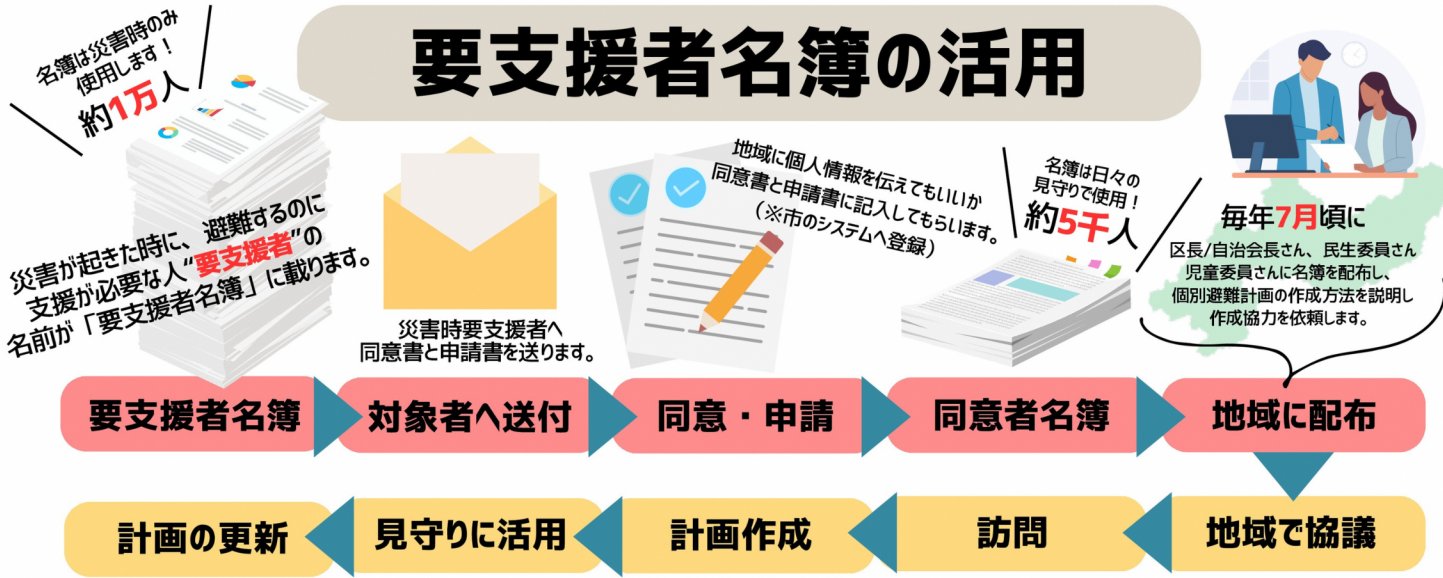 要支援者名簿の活用
名簿は災害時のみ
使用します！
約1万人
災害が起きた時に、避難するのに
支援が必要な人“要支援者”の
名前が「要支援者名簿」に載ります。
災害時要支援者へ
同意書と申請書を送ります。
地域に個人情報を伝えてもいいか
同意書と申請書に記入してもらいます。
（※市のシステムへ登録）
名簿は日々の
見守りで使用！
約5千人
毎年7月頃に
区長/自治会長さん、民生委員さん
児童委員さんに名簿を配布し、
個別避難計画の作成方法を説明し
作成協力を依頼します。
要支援者名簿
対象者へ送付
同意・申請
同意者名簿
地域に配布
地域で協議
訪問
計画作成
見守りに活用
計画の更新